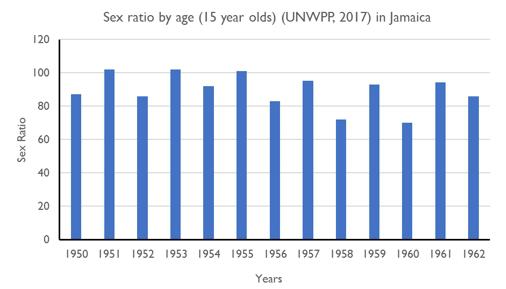 Sex ratio by age (15 year olds) (UNWPP, 2017) in Jamaica
120
100
80
60
40
20
0
Sex Ratio
1950 1951 1952 1953 1954 1955 1956 1957 1958 1959 1960 1961 1962
Years